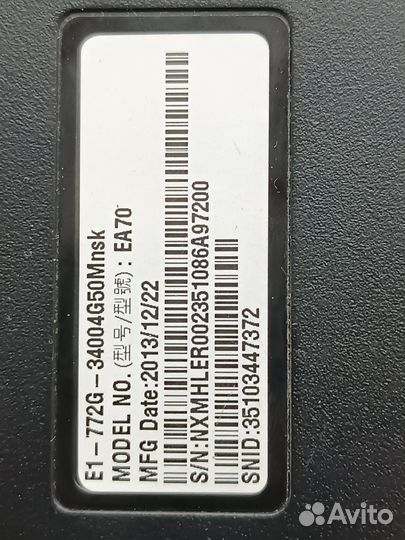 E1-772G-34004G50Mnsk
MODEL NO. (型号/型號) : EA70
MFG Date:2013/12/22
S/N:NXMHLER002351086A97200
SNID:35103447372
Avito